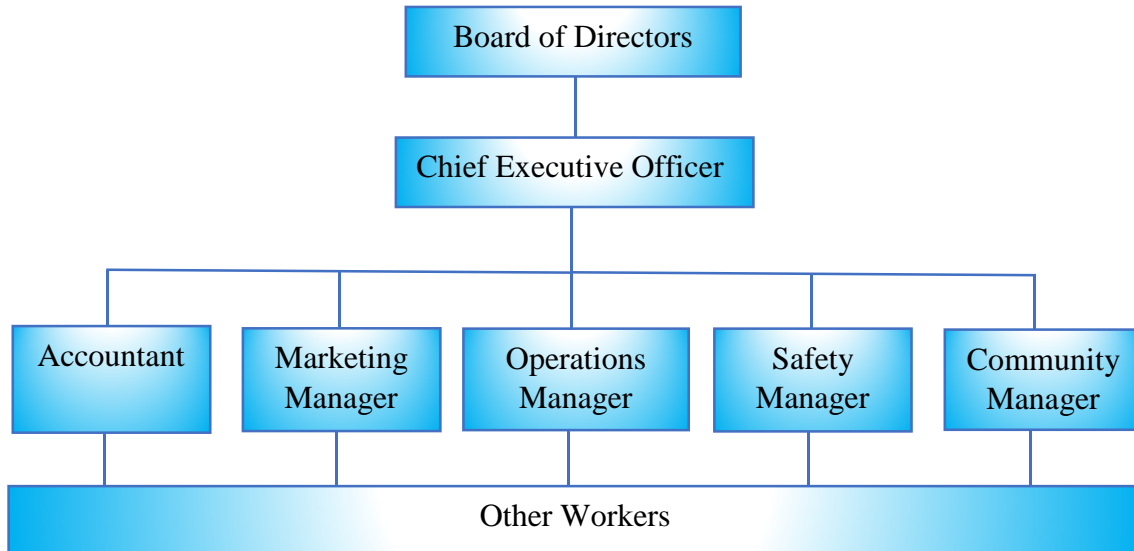 Board of Directors
Chief Executive Officer
Accountant
Marketing
Manager
Operations
Manager
Safety
Manager
Community
Manager
Other Workers